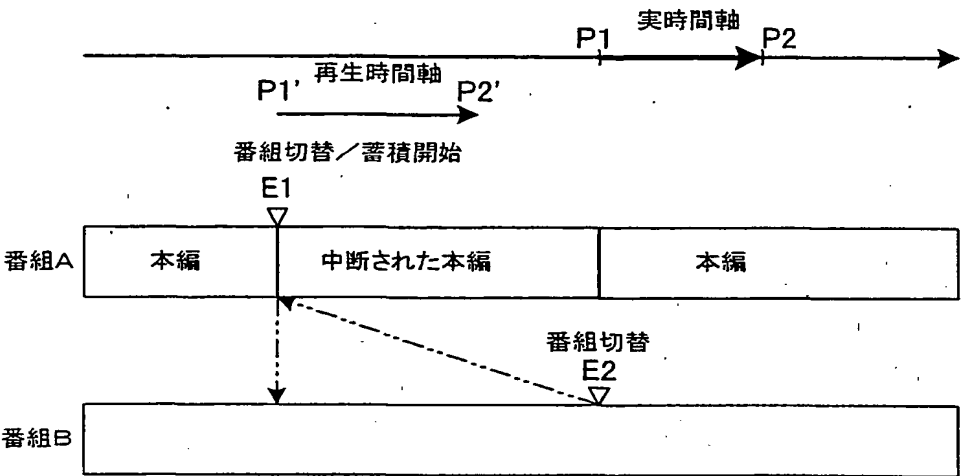 実時間軸
P1
P2
再生時間軸
P1'
P2'
番組切替／蓄積開始
E1
番組A
本編
中断された本編
本編
番組切替
E2
番組B